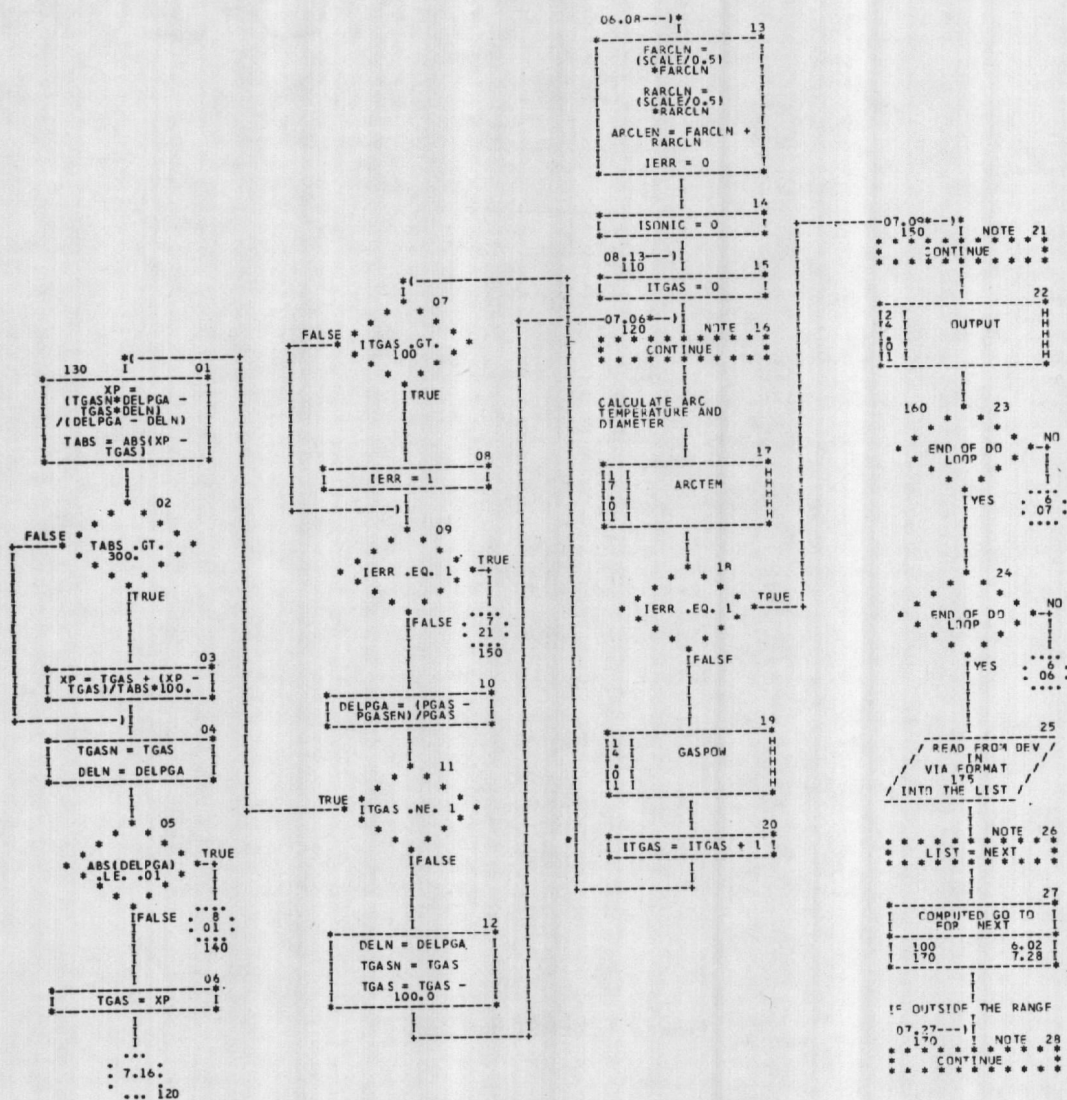 130 01
XP =
(TGASN*DELPGA -
TGAS*DELN)
/(DELPGA - DELN)
TABS = ABS(XP -
TGAS)
02
FALSE
TABS .GT.
300.
TRUE
03
XP = TGAS + (XP -
TGAS)/TABS*100.
04
TGASN = TGAS
DELN = DELPGA
05
TRUE
ABS(DELPGA)
.LE. .01
FALSE
8
01
140
06
TGAS = XP
7.16
120
07
FALSE
ITGAS .GT.
100
TRUE
08
IERR = 1
09
TRUE
IERR .EQ. 1
FALSE
7
21
150
10
DELPGA = (PGAS -
PGASEN)/PGAS
11
TRUE
ITGAS .NE. 1
FALSE
12
DELN = DELPGA
TGASN = TGAS
TGAS = TGAS -
100.0
06.08---)*
13
FARCLN =
(SCALE/0.5)
*FARCLN
RARCLN =
(SCALE/0.5)
*RARCLN
ARCLEN = FARCLN +
RARCLN
IERR = 0
14
ISONIC = 0
08.13---)
110 15
ITGAS = 0
07.06*---)
120 NOTE 16
CONTINUE
CALCULATE ARC
TEMPERATURE AND
DIAMETER
17
17.01
ARCTEM
18
IERR .EQ. 1
TRUE
FALSE
19
14.01
GASPOW
20
ITGAS = ITGAS + 1
07.09*---)*
150 NOTE 21
CONTINUE
22
24.01
OUTPUT
160 23
NO
END OF DO
LOOP
YES
6
07
24
NO
END OF DO
LOOP
YES
6
06
25
READ FROM DEV
IN
VIA FORMAT
175
INTO THE LIST
NOTE 26
LIST = NEXT
27
COMPUTED GO TO
FOR NEXT
100 6.02
170 7.28
IF OUTSIDE THE RANGE
07.27---)
170 NOTE 28
CONTINUE